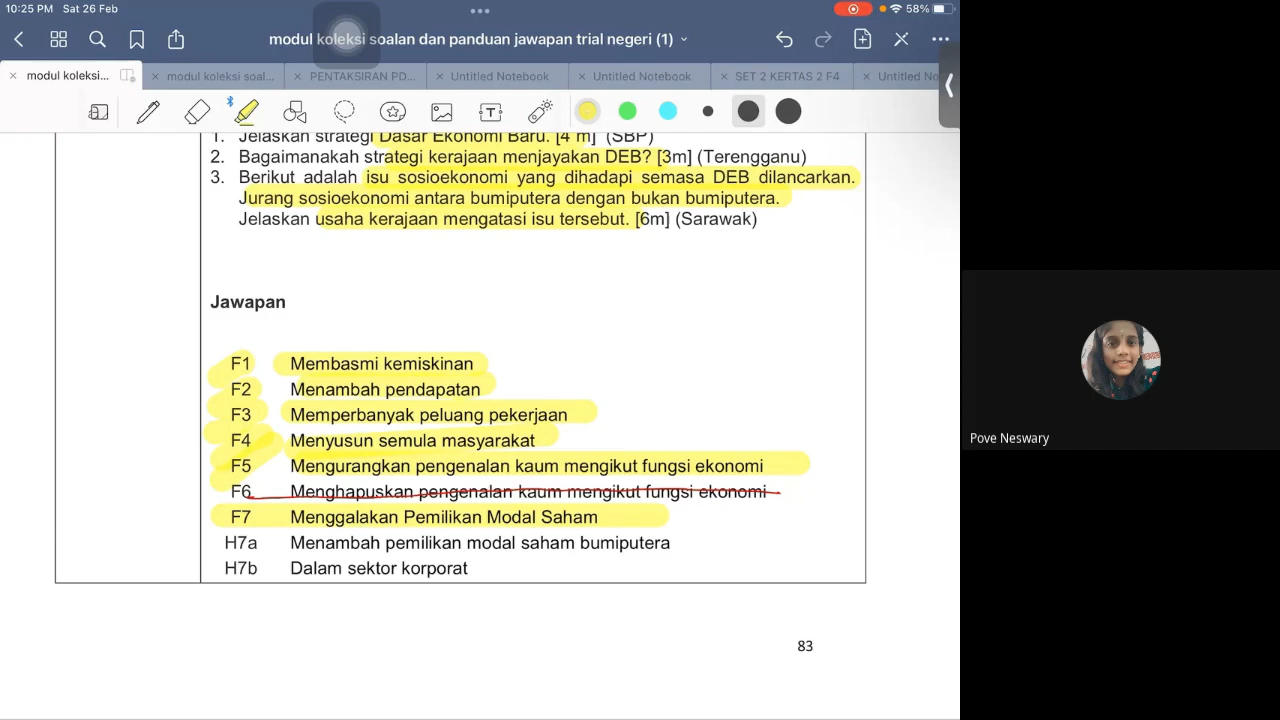 10:25 PM Sat 26 Feb
58%
modul koleksi soalan dan panduan jawapan trial negeri (1)
modul koleksi... modul koleksi soal... PENTAKSIRAN PD... Untitled Notebook Untitled Notebook SET 2 KERTAS 2 F4 Untitled No
1. Jelaskan strategi Dasar Ekonomi Baru. [4 m] (SBP)
2. Bagaimanakah strategi kerajaan menjayakan DEB? [3m] (Terengganu)
3. Berikut adalah isu sosioekonomi yang dihadapi semasa DEB dilancarkan.
Jurang sosioekonomi antara bumiputera dengan bukan bumiputera.
Jelaskan usaha kerajaan mengatasi isu tersebut. [6m] (Sarawak)
Jawapan
F1 Membasmi kemiskinan
F2 Menambah pendapatan
F3 Memperbanyak peluang pekerjaan
F4 Menyusun semula masyarakat
F5 Mengurangkan pengenalan kaum mengikut fungsi ekonomi
F6 Menghapuskan pengenalan kaum mengikut fungsi ekonomi
F7 Menggalakan Pemilikan Modal Saham
H7a Menambah pemilikan modal saham bumiputera
H7b Dalam sektor korporat
83
Pove Neswary